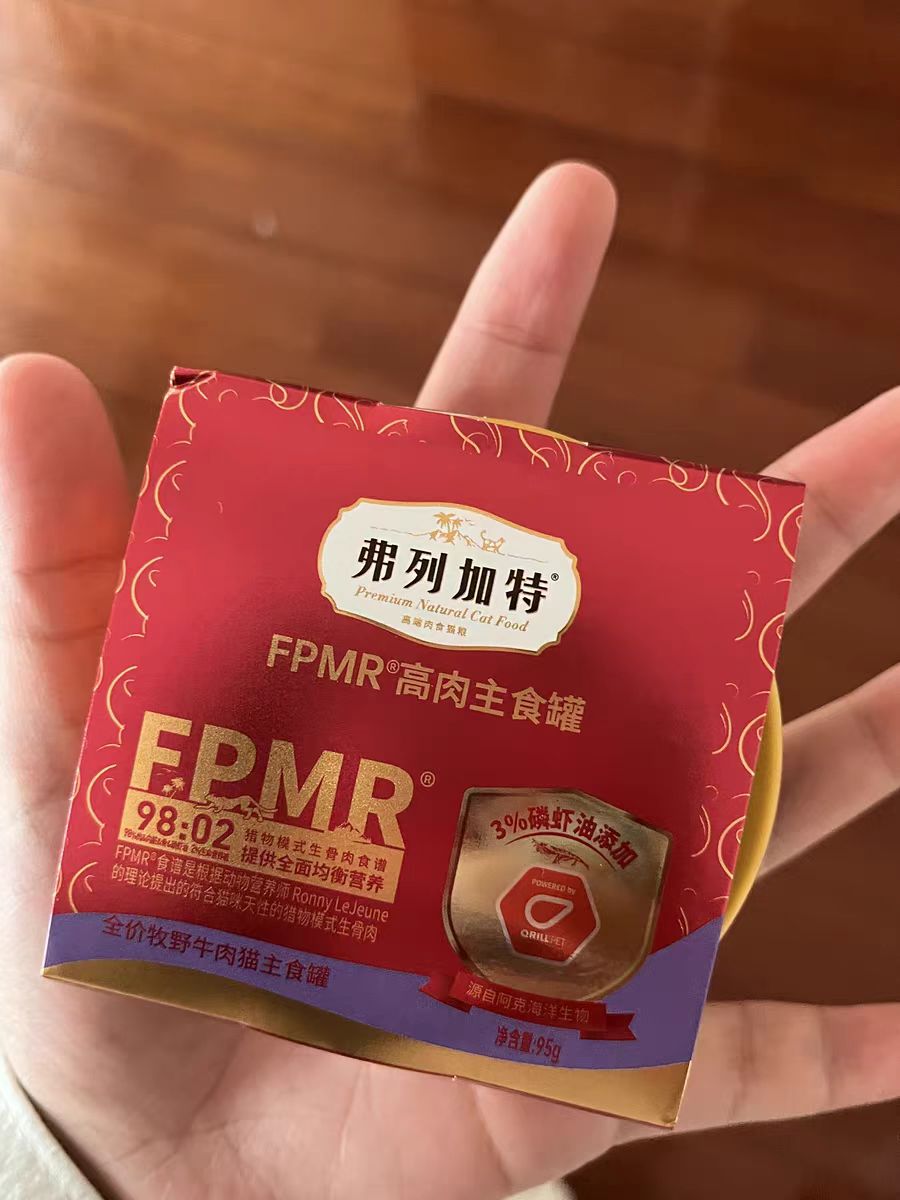 弗列加特®
Premium Natural Cat Food
高端肉食猫粮
FPMR®高肉主食罐
FPMR®
98:02
猎物模式生骨肉食谱
提供全面均衡营养
FPMR®食谱是根据动物营养师 Ronny LeJeune
的理论提出的符合猫咪天性的猎物模式生骨肉
全价牧野牛肉猫主食罐
3%磷虾油添加
POWERED by
QRILLPET
源自阿克海洋生物
净含量:95g